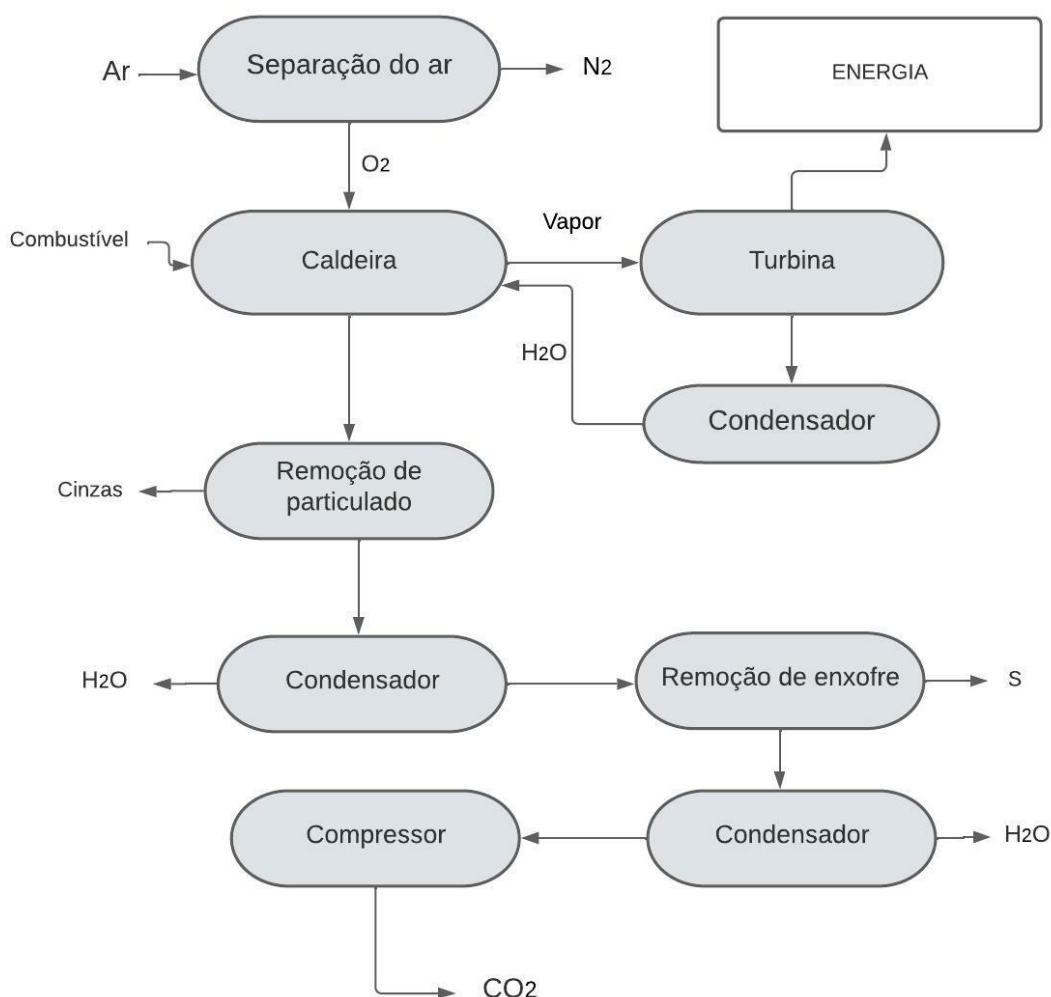 Ar
Separação do ar
N2
ENERGIA
O2
Combustível
Caldeira
Vapor
Turbina
H2O
Condensador
Cinzas
Remoção de
particulado
H2O
Condensador
Remoção de enxofre
S
Compressor
Condensador
H2O
CO2